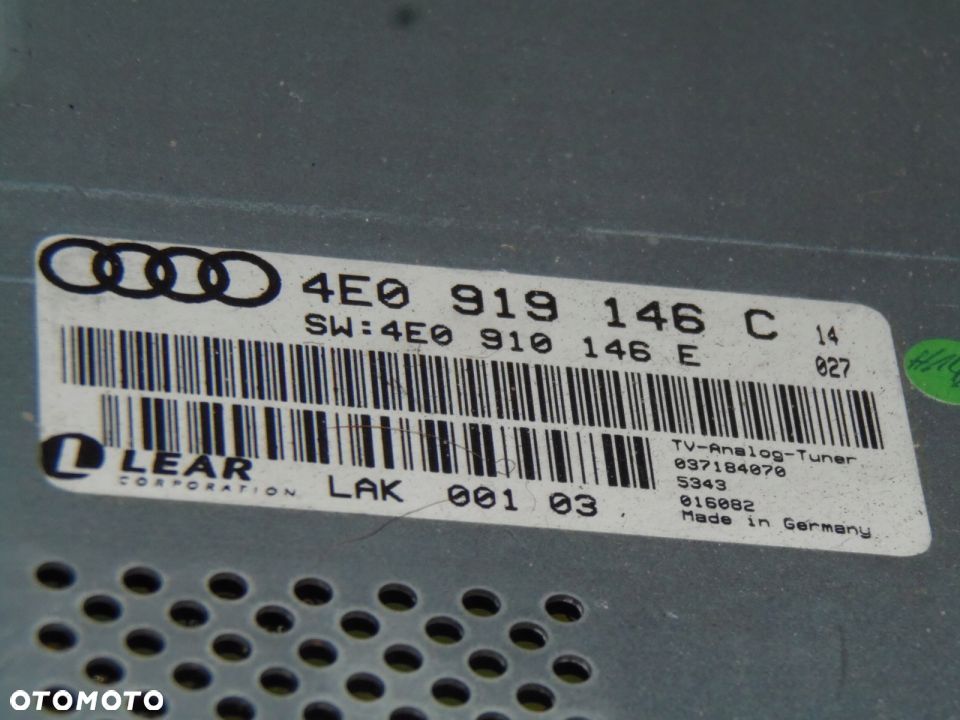 4E0 919 146 C
14
SW:4E0 910 146 E
027
TV-Analog-Tuner
037184070
5343
016082
Made in Germany
LEAR
CORPORATION
LAK 001 03
OTOMOTO